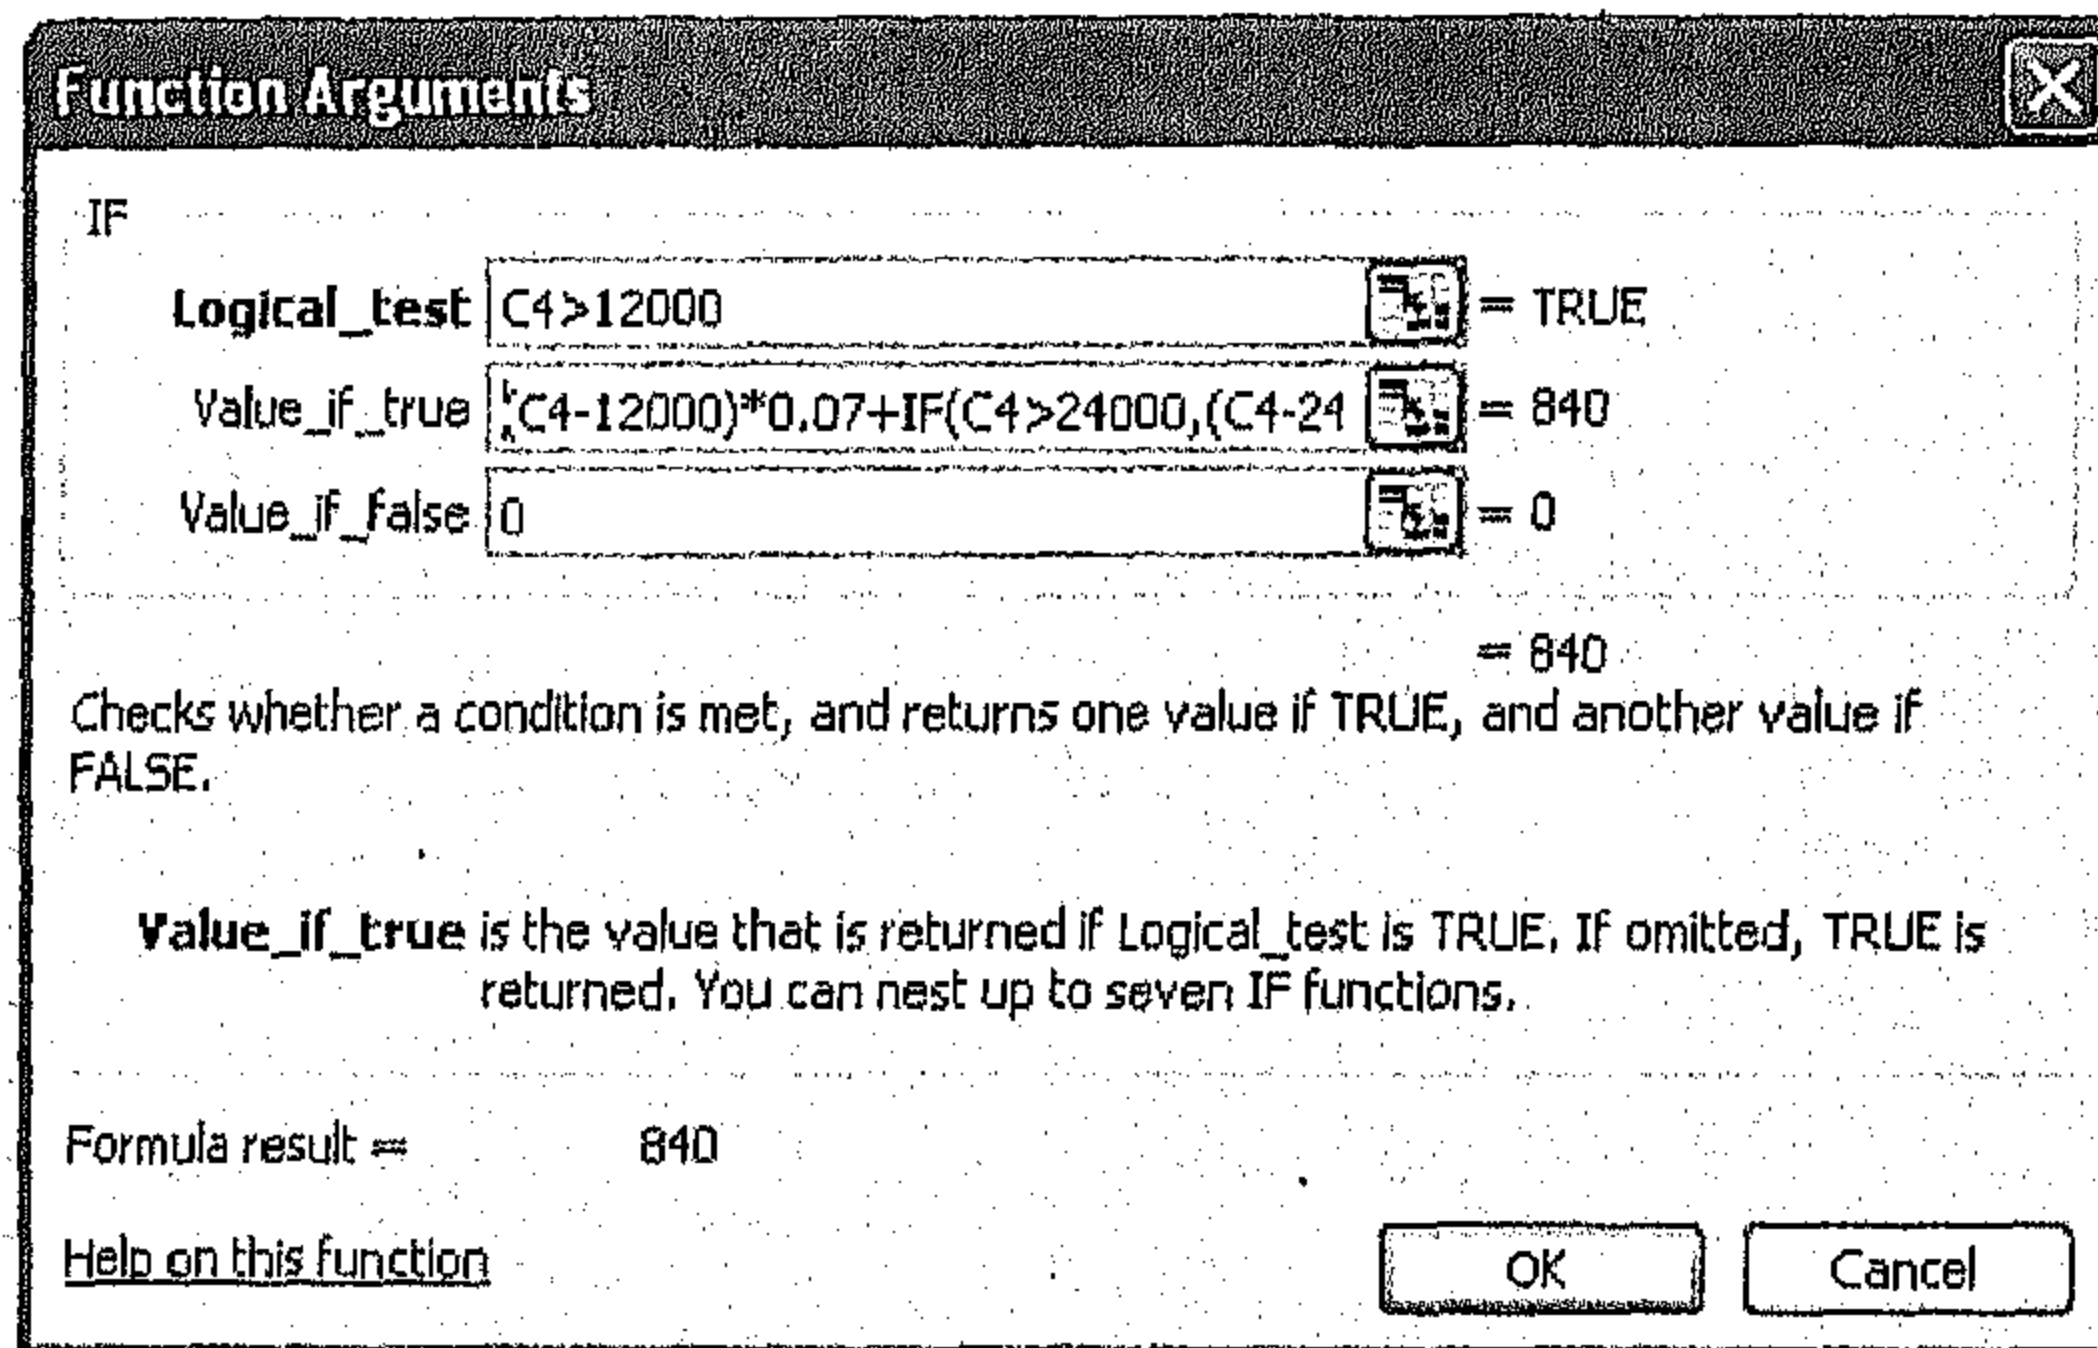 Function Arguments
IF
Logical_test C4>12000 = TRUE
Value_if_true (C4-12000)*0.07+IF(C4>24000,(C4-24 = 840
Value_if_false 0 = 0
= 840
Checks whether a condition is met, and returns one value if TRUE, and another value if
FALSE.
Value_if_true is the value that is returned if Logical_test is TRUE. If omitted, TRUE is
returned. You can nest up to seven IF functions.
Formula result = 840
Help on this function OK Cancel